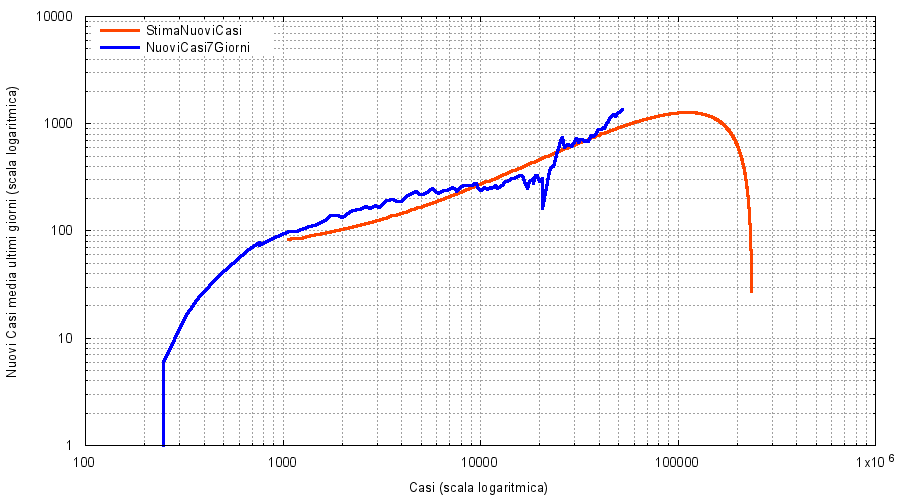 10000
StimaNuoviCasi
NuoviCasi7Giorni
1000
100
10
1
Nuovi Casi media ultimi giorni (scala logaritmica)
100 1000 10000 100000 1x10 6
Casi (scala logaritmica)